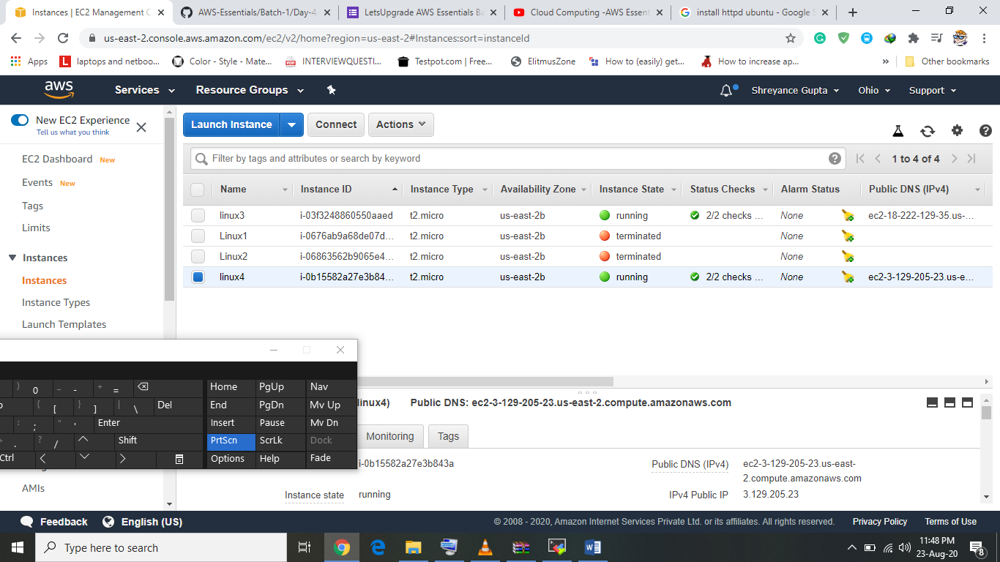 Instances | EC2 Management C
AWS-Essentials/Batch-1/Day-4
LetsUpgrade AWS Essentials Ba
Cloud Computing -AWS Essent
install httpd ubuntu - Google S
us-east-2.console.aws.amazon.com/ec2/v2/home?region=us-east-2#Instances:sort=instanceId
Apps
laptops and netboo...
Color - Style - Mate...
INTERVIEWQUESTI...
Testpot.com | Free...
ElitmusZone
How to (easily) get...
How to increase ap...
Other bookmarks
aws
Services
Resource Groups
Shreyance Gupta
Ohio
Support
New EC2 Experience
Tell us what you think
EC2 Dashboard New
Events New
Tags
Limits
Instances
Instances
Instance Types
Launch Templates
AMIs
Launch Instance
Connect
Actions
Filter by tags and attributes or search by keyword
1 to 4 of 4
Name Instance ID Instance Type Availability Zone Instance State Status Checks Alarm Status Public DNS (IPv4)
linux3 i-03f3248860550aaed t2.micro us-east-2b running 2/2 checks ... None ec2-18-222-129-35.us-...
Linux1 i-0676ab9a68de07d... t2.micro us-east-2b terminated None
Linux2 i-06863562b9065e4... t2.micro us-east-2b terminated None
linux4 i-0b15582a27e3b84... t2.micro us-east-2b running 2/2 checks ... None ec2-3-129-205-23.us-e...
) 0 _ - + = Home PgUp Nav
{ [ } ] | \ Del End PgDn Mv Up
: ; " ' Enter Insert Pause Mv Dn
> . ? / Shift PrtScn ScrLk Dock
Ctrl Options Help Fade
linux4) Public DNS: ec2-3-129-205-23.us-east-2.compute.amazonaws.com
Monitoring
Tags
i-0b15582a27e3b843a
Public DNS (IPv4) ec2-3-129-205-23.us-east-
2.compute.amazonaws.com
Instance state running
IPv4 Public IP 3.129.205.23
Feedback
English (US)
© 2008 - 2020, Amazon Internet Services Private Ltd. or its affiliates. All rights reserved.
Privacy Policy
Terms of Use
Type here to search
11:48 PM
23-Aug-20
8